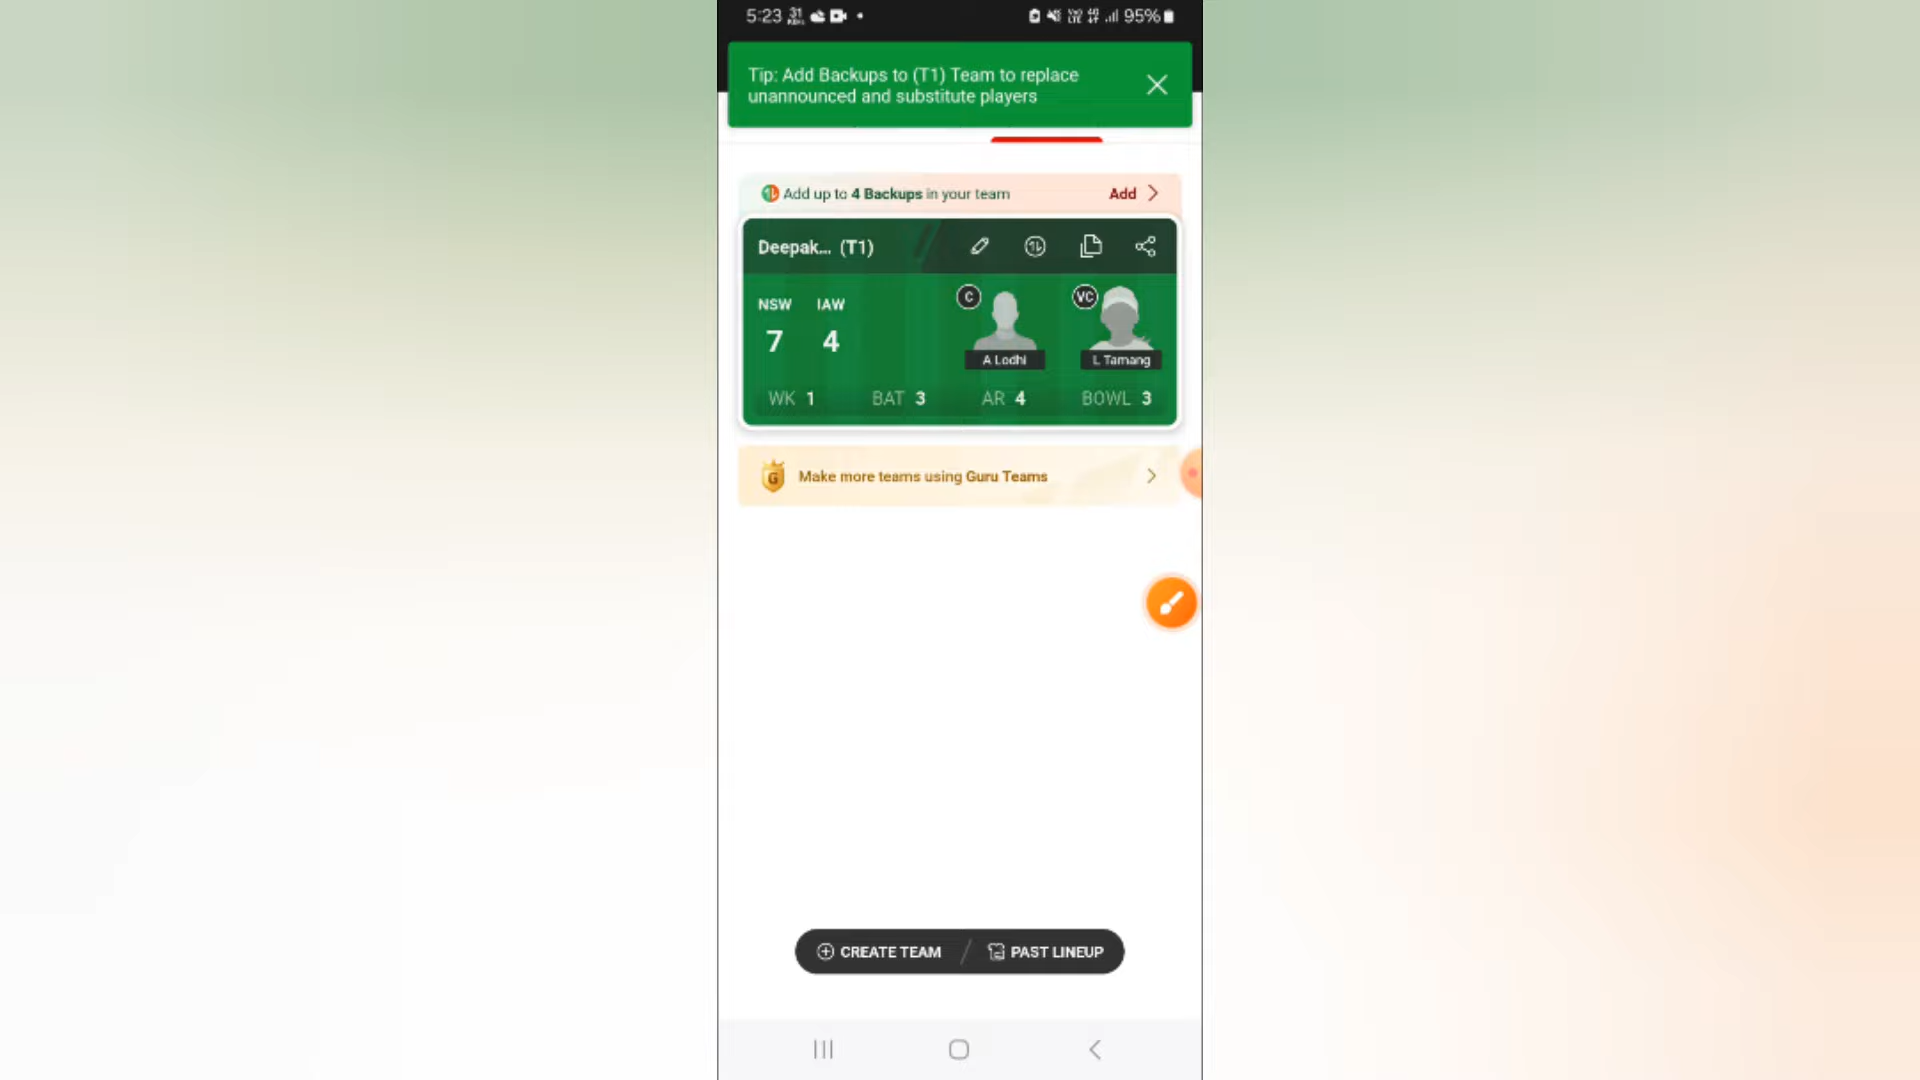 5:23
95%
Tip: Add Backups to (T1) Team to replace
unannounced and substitute players
Add up to 4 Backups in your team
Add
Deepak... (T1)
NSW IAW
7 4
C
VC
A Lodhi
L Tamang
WK 1 BAT 3 AR 4 BOWL 3
G
Make more teams using Guru Teams
CREATE TEAM PAST LINEUP